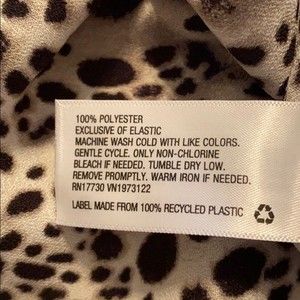 100% POLYESTER
EXCLUSIVE OF ELASTIC
MACHINE WASH COLD WITH LIKE COLORS.
GENTLE CYCLE. ONLY NON-CHLORINE
BLEACH IF NEEDED. TUMBLE DRY LOW.
REMOVE PROMPTLY. WARM IRON IF NEEDED.
RN17730 VN1973122
LABEL MADE FROM 100% RECYCLED PLASTIC